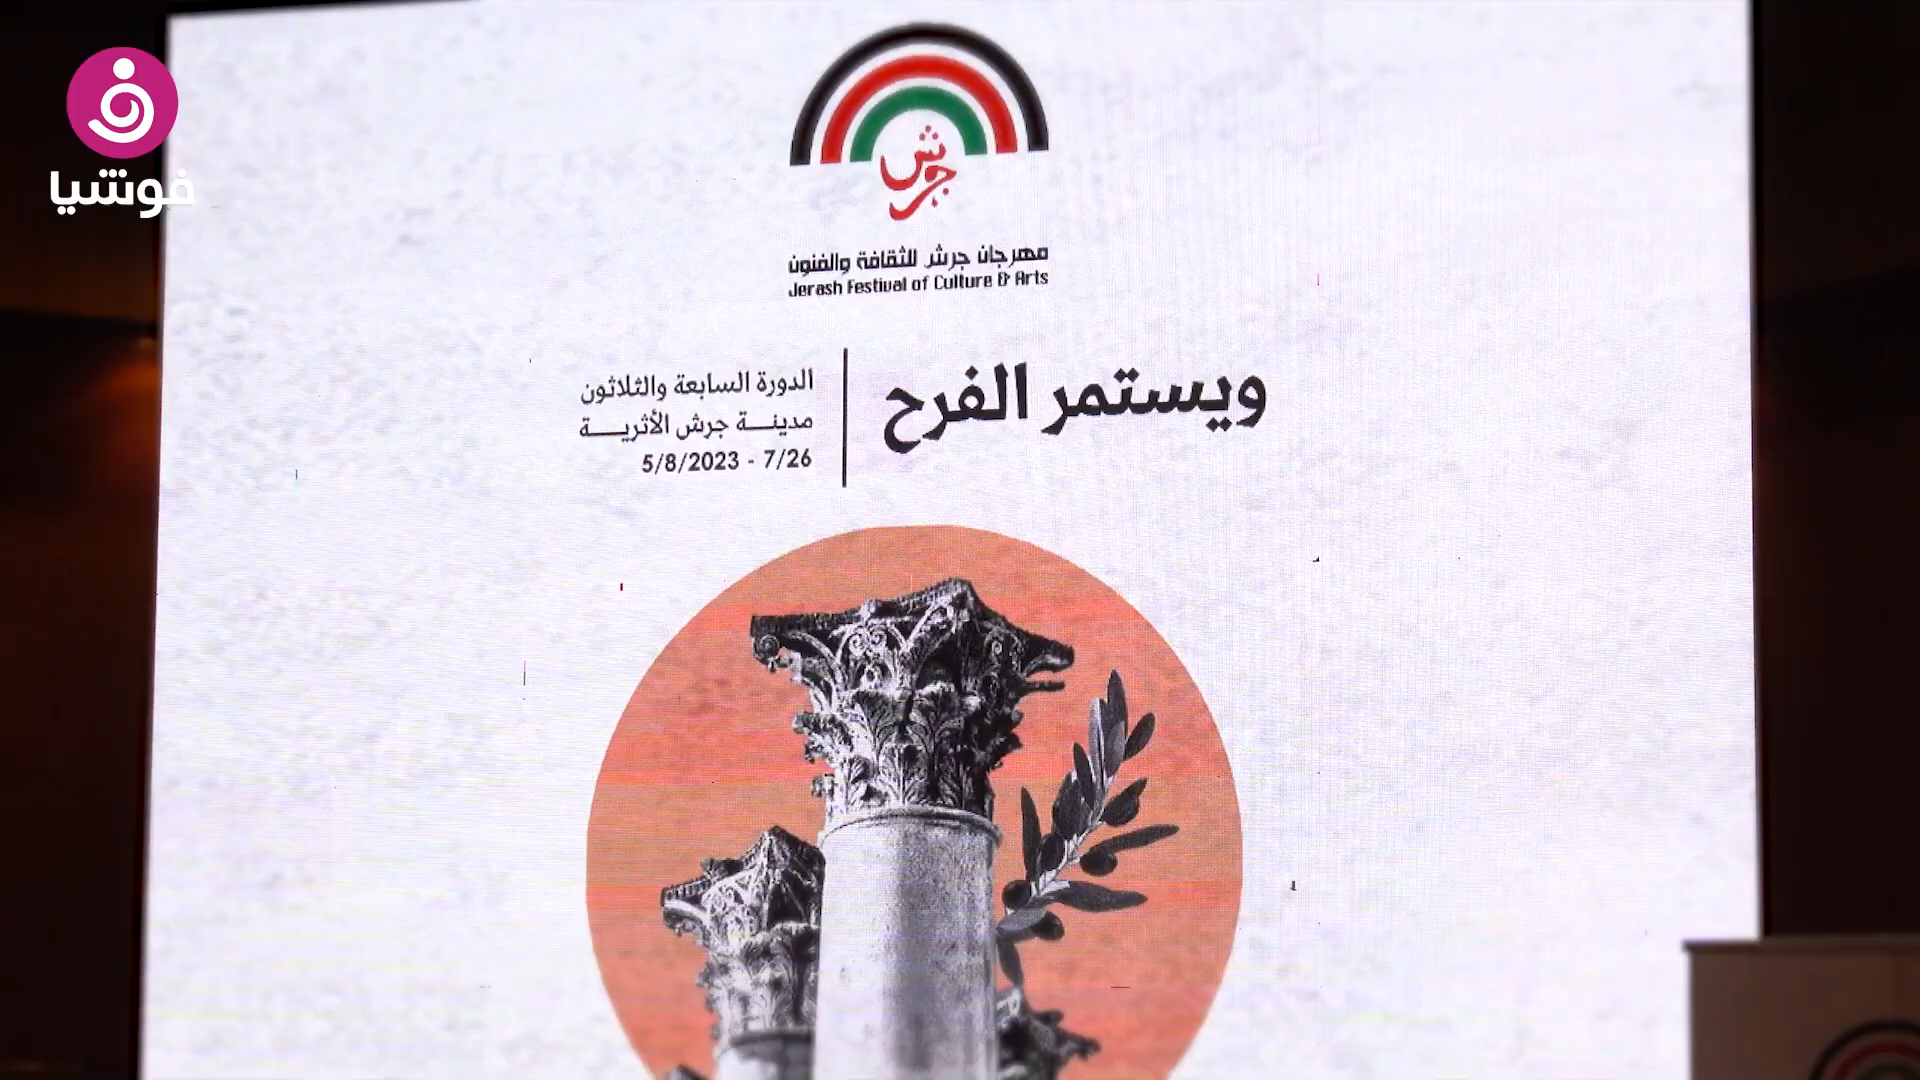 فوشيا
جرش
مهرجان جرش للثقافة والفنون
Jerash Festival of Culture & Arts
ويستمر الفرح
الدورة السابعة والثلاثون
مدينـــة جرش الأثريـــة
5/8/2023 - 7/26